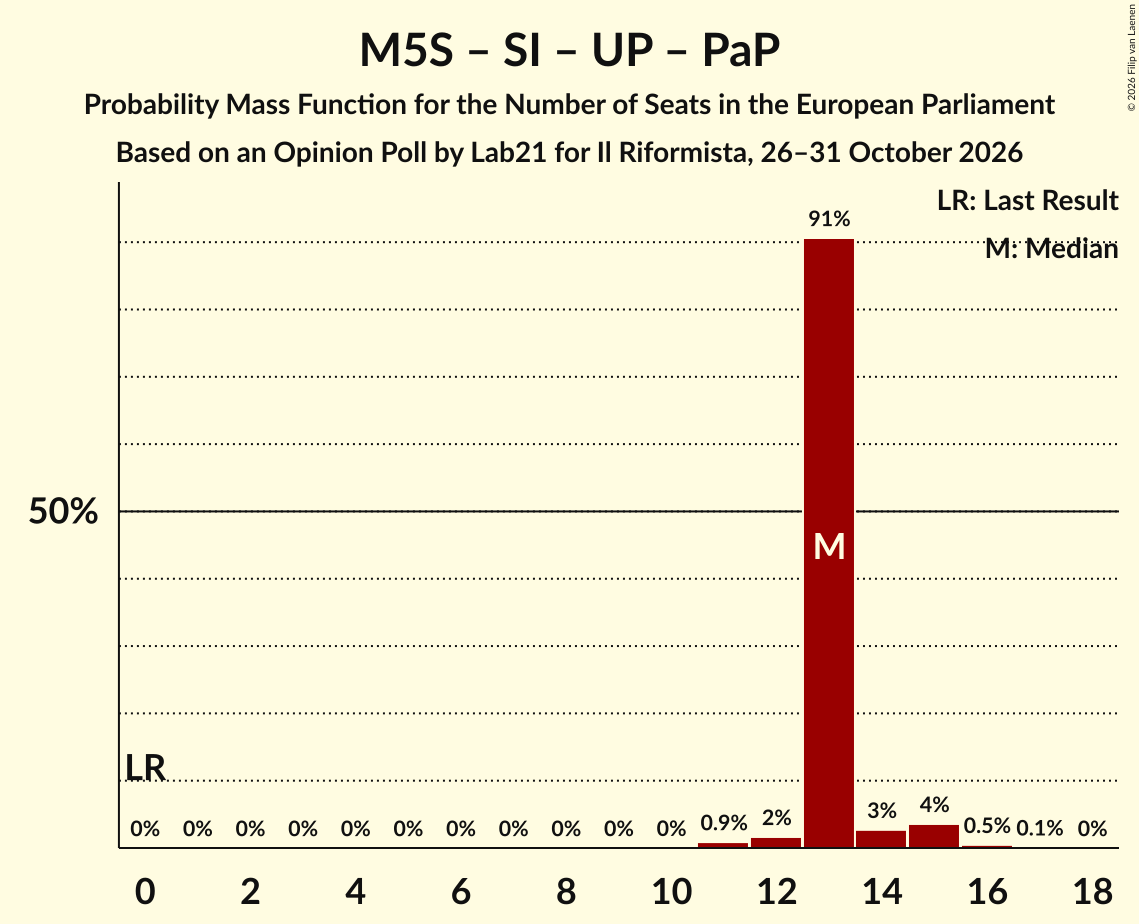 M5S – SI – UP – PaP
Probability Mass Function for the Number of Seats in the European Parliament
Based on an Opinion Poll by Lab21 for Il Riformista, 26–31 October 2026
© 2026 Filip van Laenen
LR: Last Result
M: Median
91%
50%
M
LR
0% 0% 0% 0% 0% 0% 0% 0% 0% 0% 0% 0.9% 2% 3% 4% 0.5% 0.1% 0%
0 2 4 6 8 10 12 14 16 18